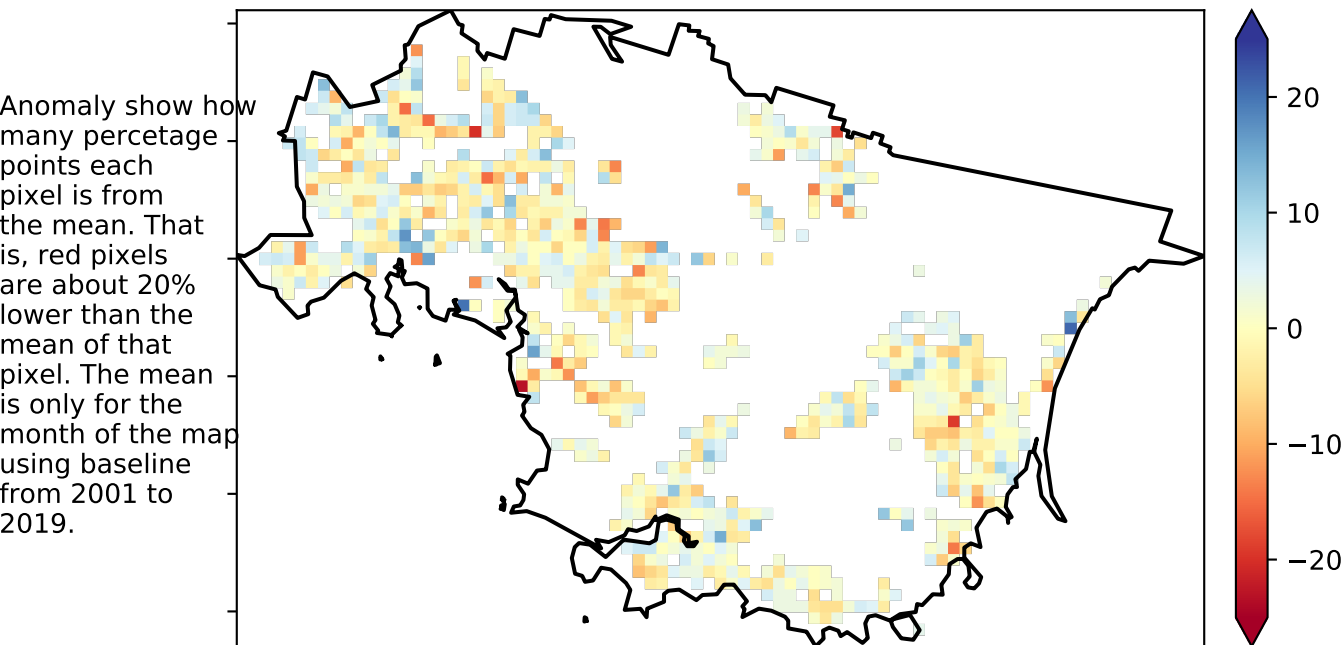 Anomaly show how
many percetage
points each
pixel is from
the mean. That
is, red pixels
are about 20%
lower than the
mean of that
pixel. The mean
is only for the
month of the map
using baseline
from 2001 to
2019.
20
10
0
−10
−20